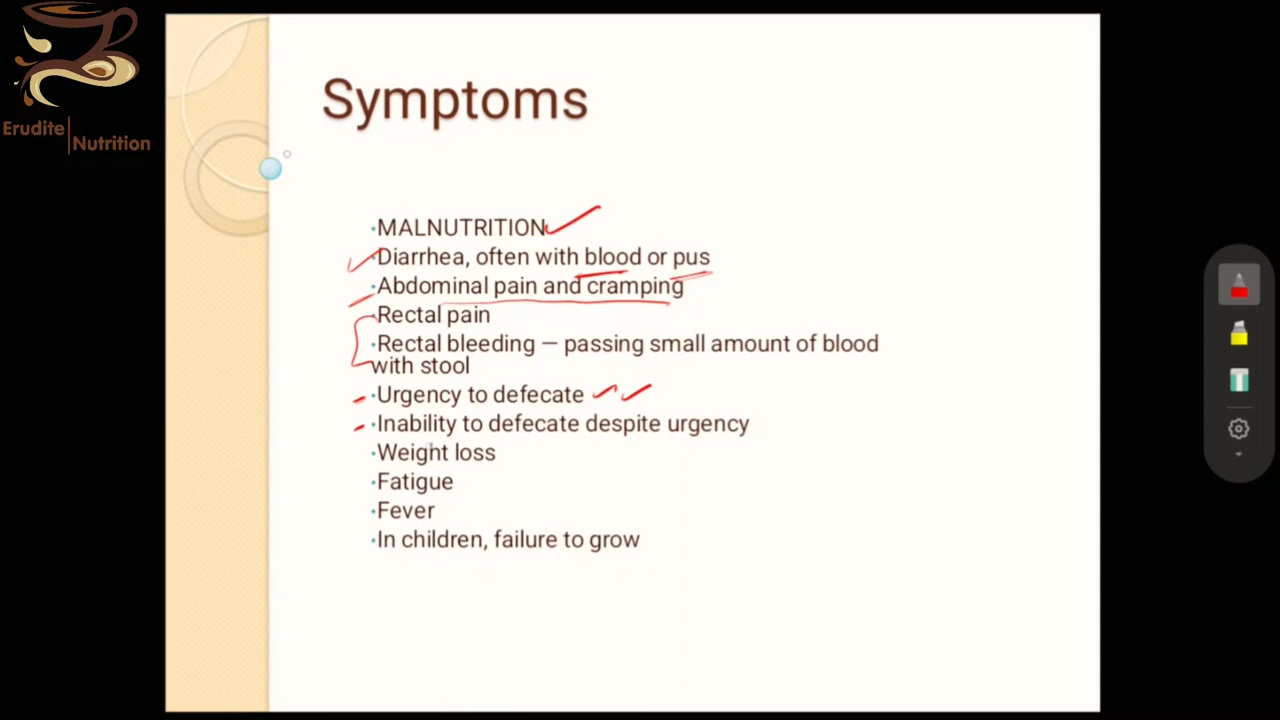 Erudite Nutrition
Symptoms
•MALNUTRITION
•Diarrhea, often with blood or pus
•Abdominal pain and cramping
•Rectal pain
•Rectal bleeding — passing small amount of blood
with stool
•Urgency to defecate
•Inability to defecate despite urgency
•Weight loss
•Fatigue
•Fever
•In children, failure to grow